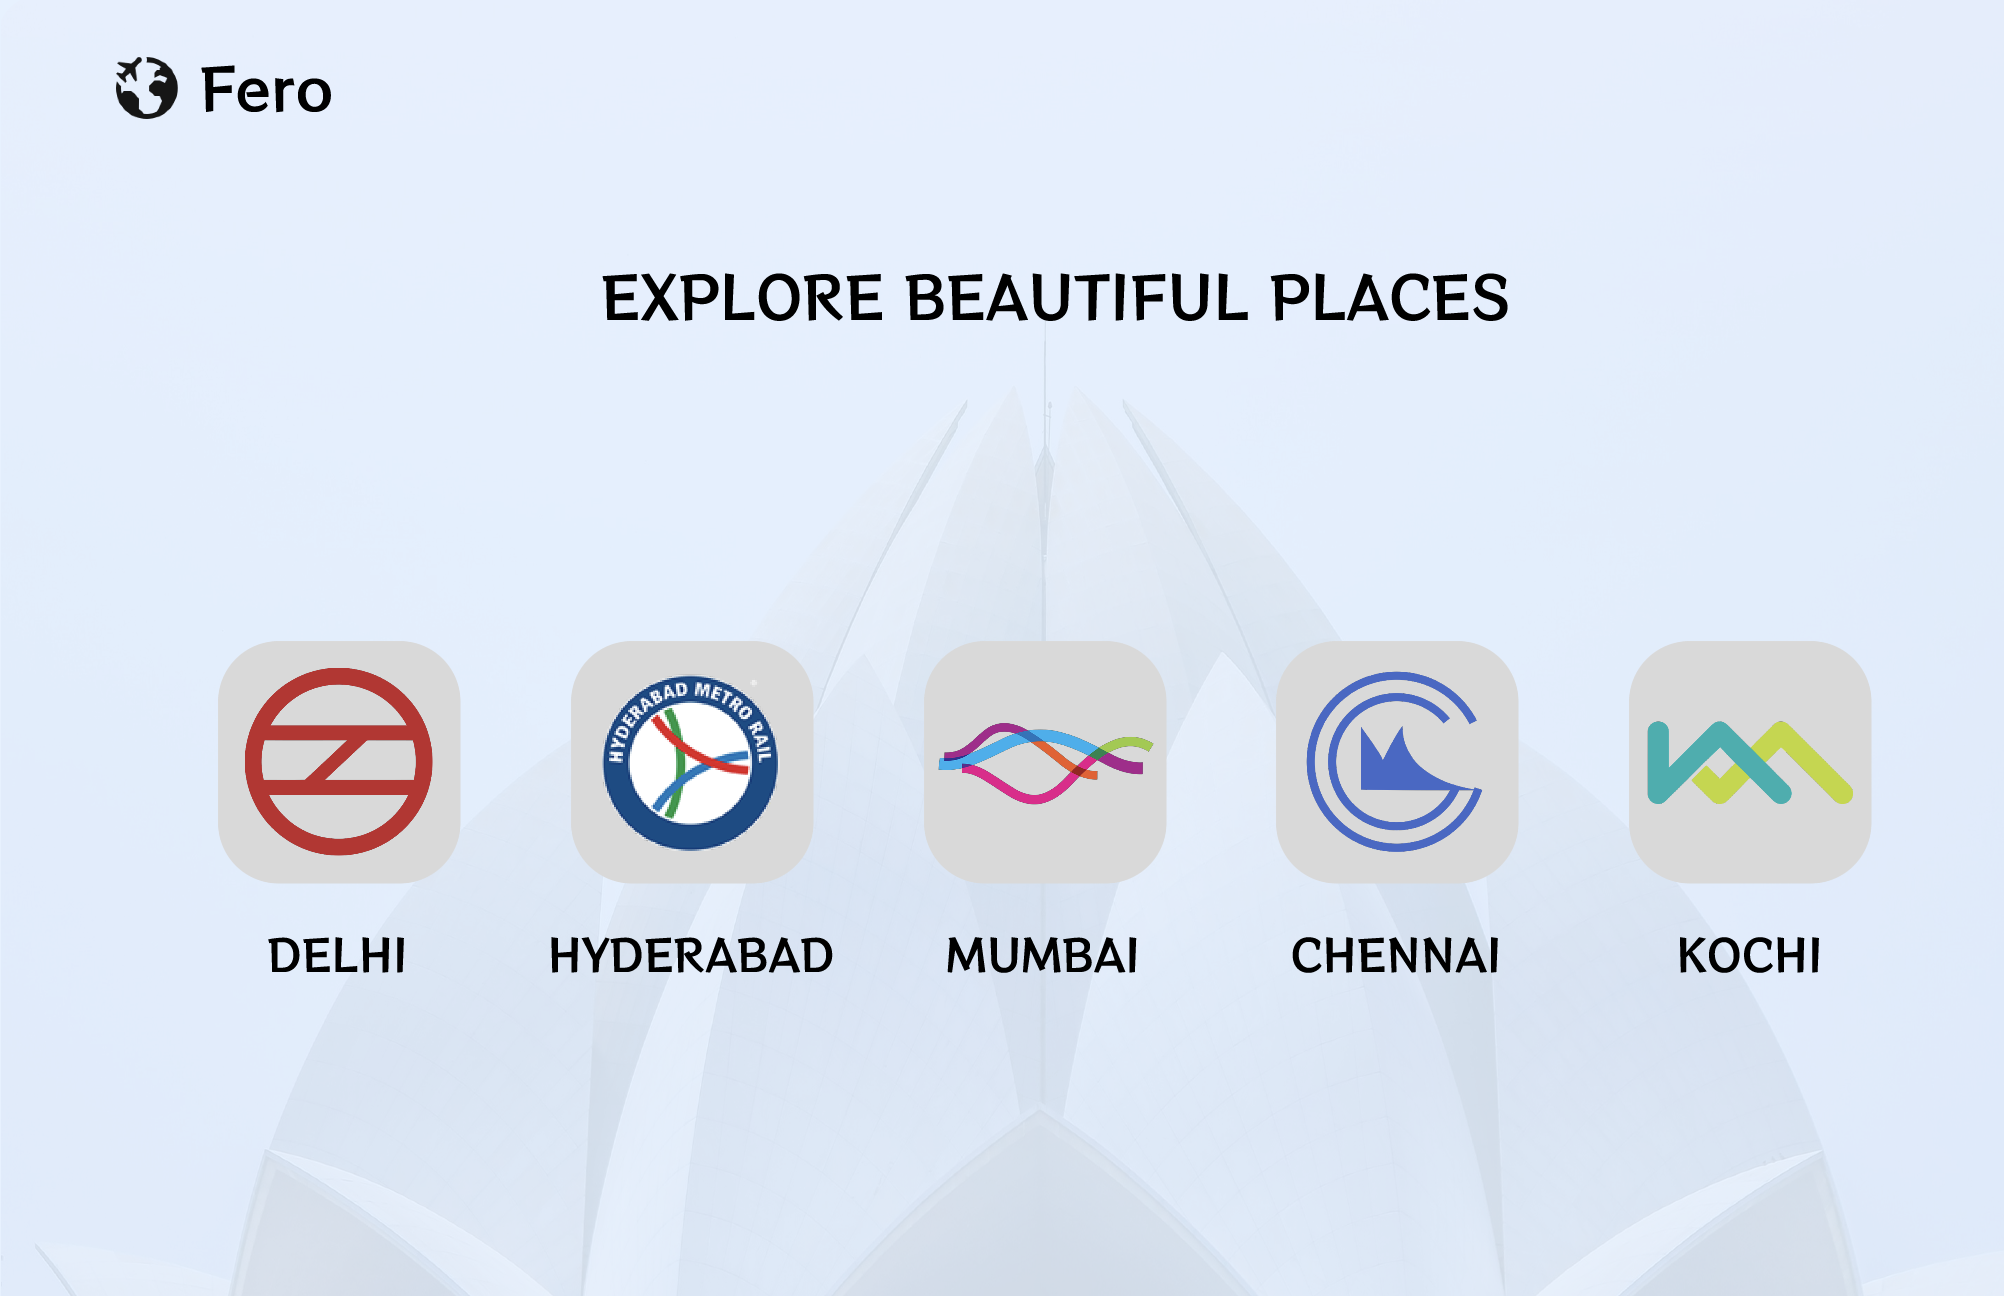 Fero
EXPLORE BEAUTIFUL PLACES
HYDERABAD METRO RAIL
DELHI
HYDERABAD
MUMBAI
CHENNAI
KOCHI